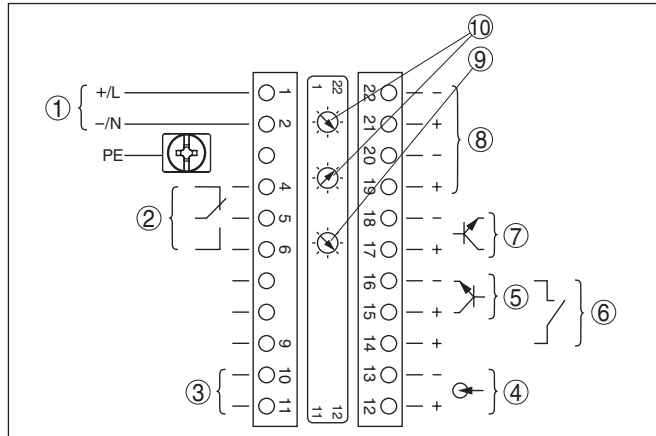 ⑩
⑨
1 22
① +/L 1 22 −
−/N 2 21 + ⑧
PE 20 −
4 19 +
② 5 18 − ⑦
6 17 +
16 − ⑤
15 + ⑥
9 14 +
③ 10 13 − ④
11 11 12 12 +